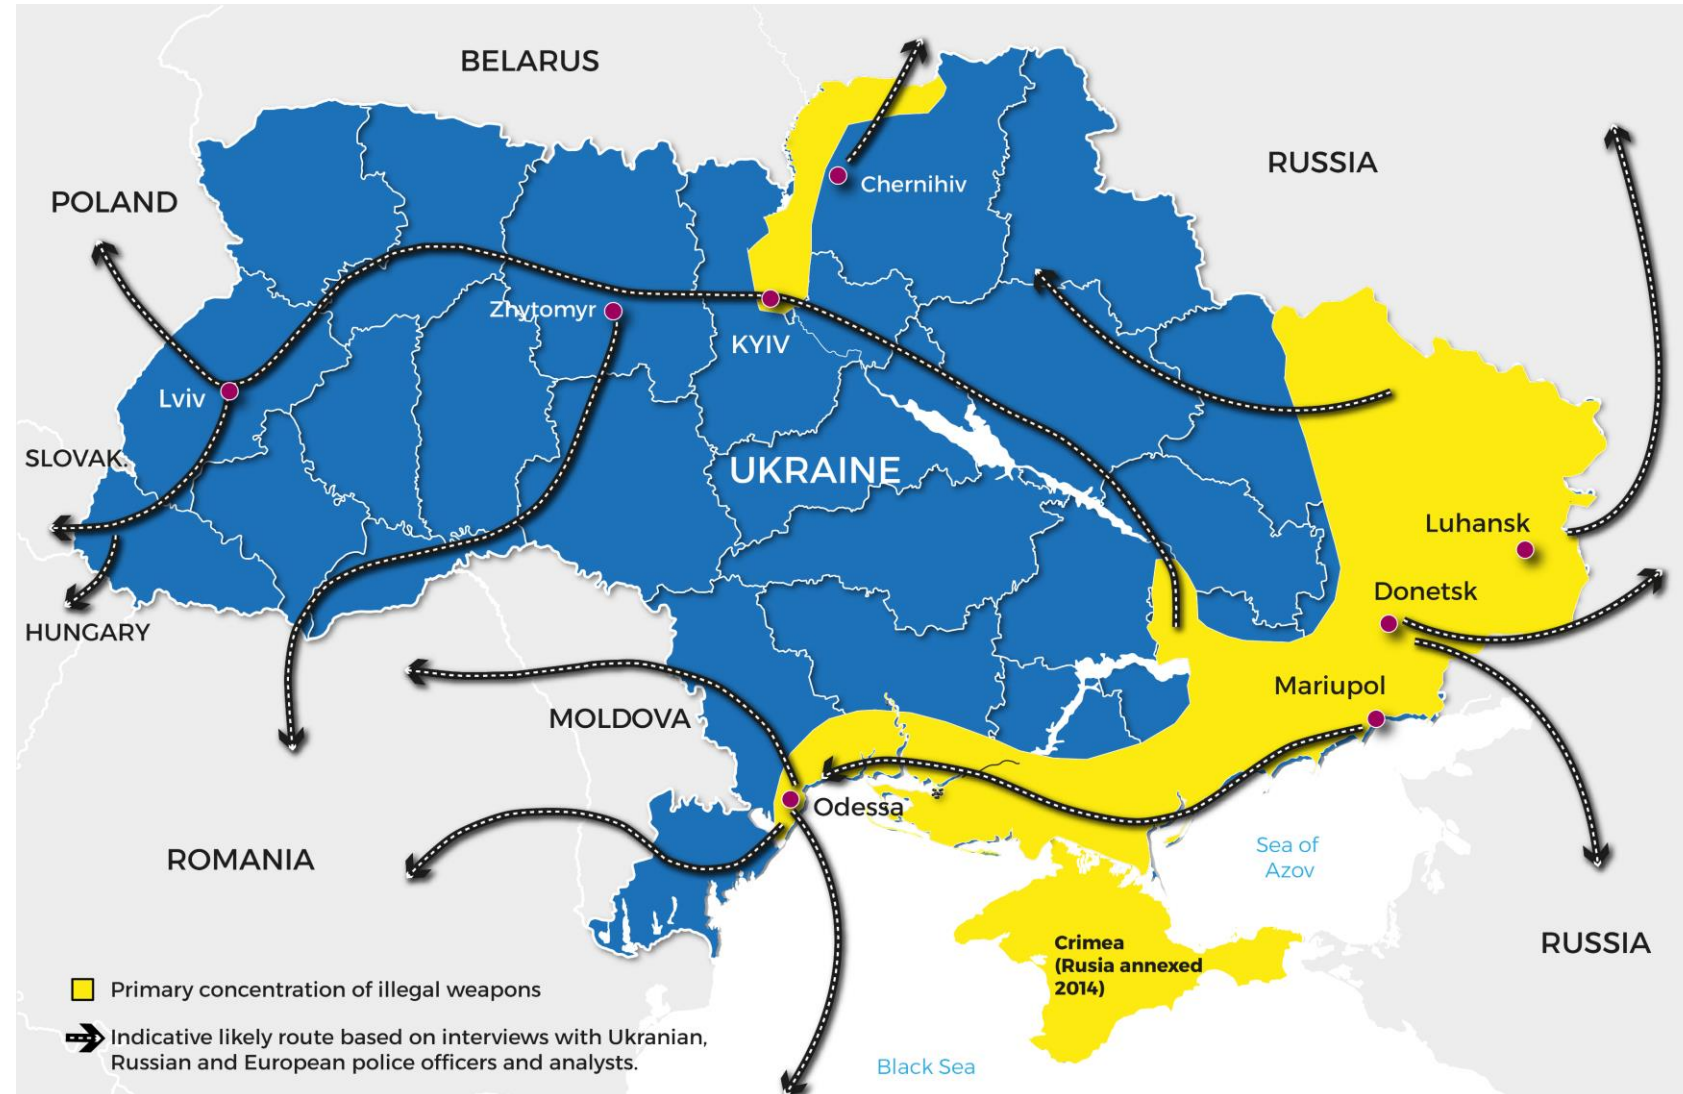 BELARUS
RUSSIA
POLAND
Chernihiv
Zhytomyr
KYIV
Lviv
SLOVAK.
UKRAINE
Luhansk
Donetsk
HUNGARY
Mariupol
MOLDOVA
Odessa
ROMANIA
Sea of
Azov
Crimea
(Rusia annexed
2014)
RUSSIA
Primary concentration of illegal weapons
Indicative likely route based on interviews with Ukranian,
Russian and European police officers and analysts.
Black Sea